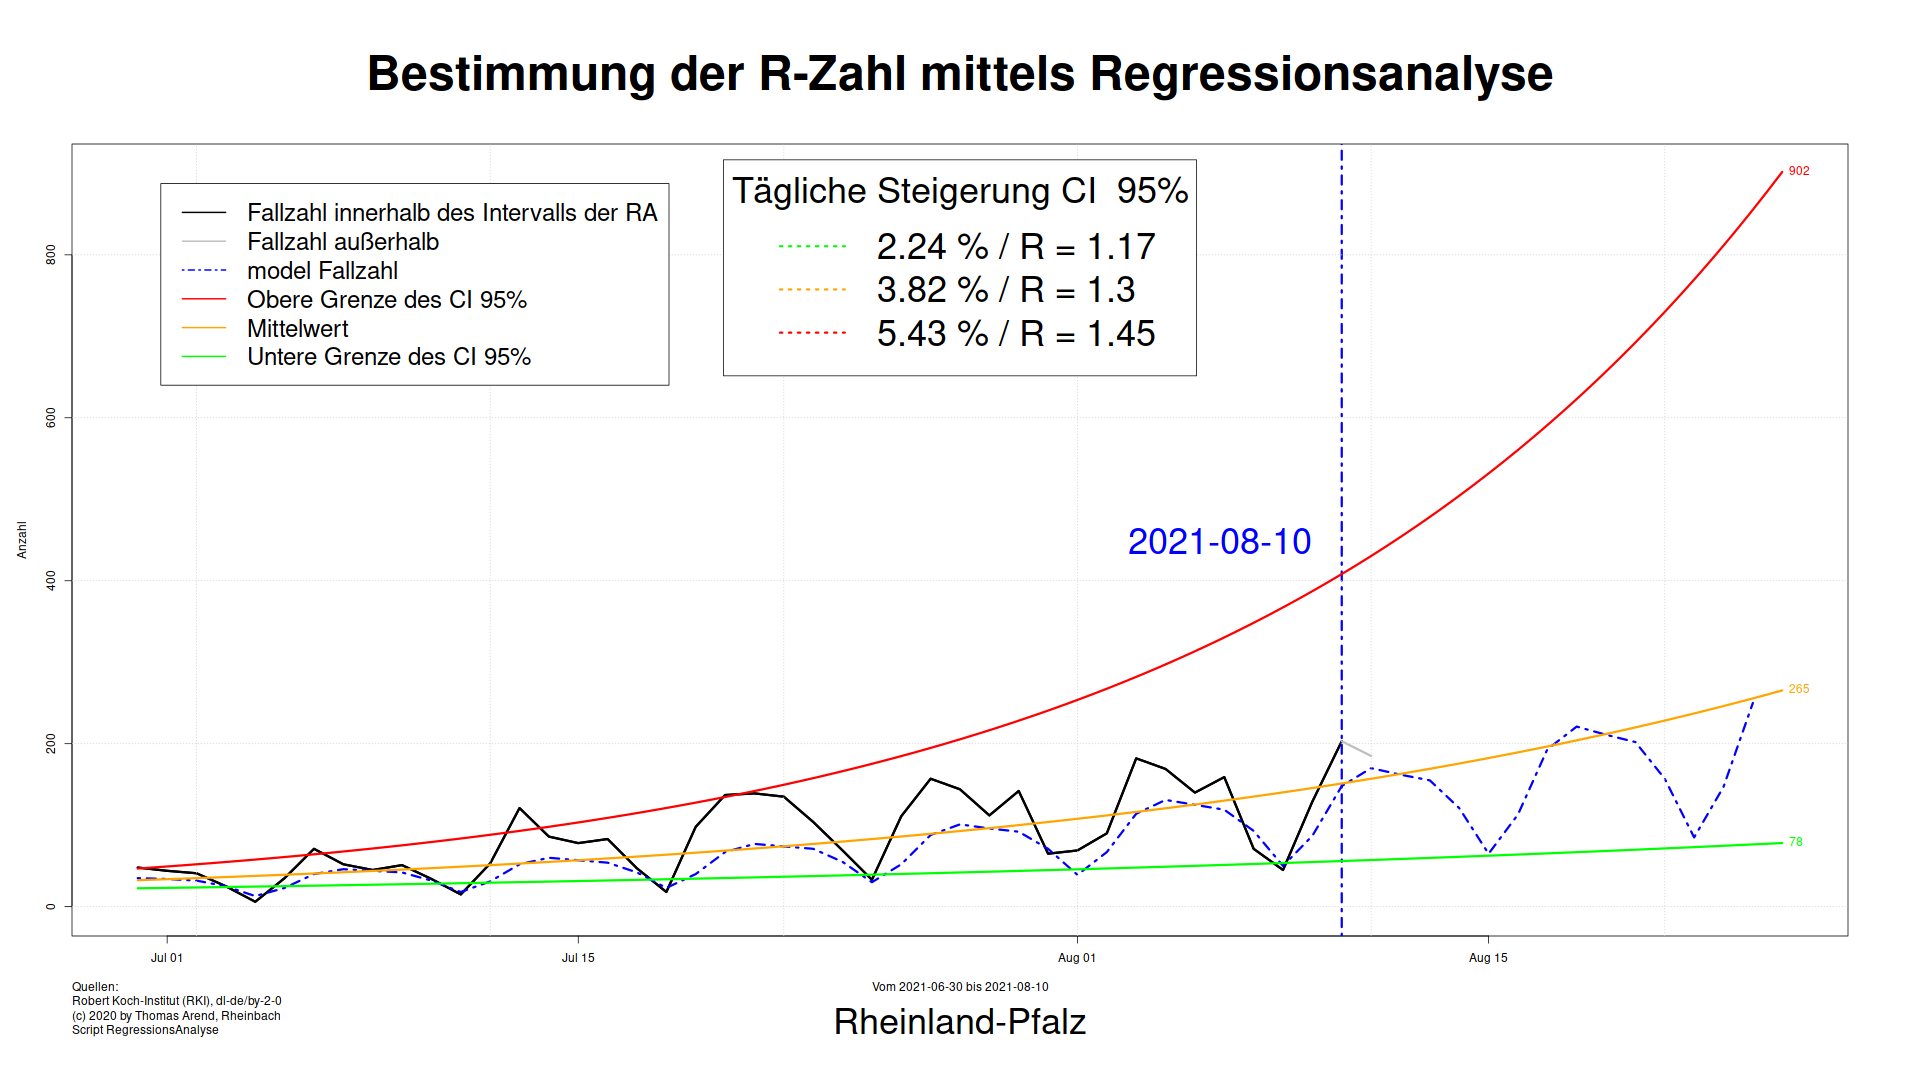 Bestimmung der R-Zahl mittels Regressionsanalyse
Fallzahl innerhalb des Intervalls der RA
Fallzahl außerhalb
model Fallzahl
Obere Grenze des CI 95%
Mittelwert
Untere Grenze des CI 95%
Tägliche Steigerung CI  95%
2.24 % / R = 1.17
3.82 % / R = 1.3
5.43 % / R = 1.45
902
265
78
2021-08-10
Anzahl
800
600
400
200
0
Jul 01
Jul 15
Aug 01
Aug 15
Quellen:
Robert Koch-Institut (RKI), dl-de/by-2-0
(c) 2020 by Thomas Arend, Rheinbach
Script RegressionsAnalyse
Vom 2021-06-30 bis 2021-08-10
Rheinland-Pfalz